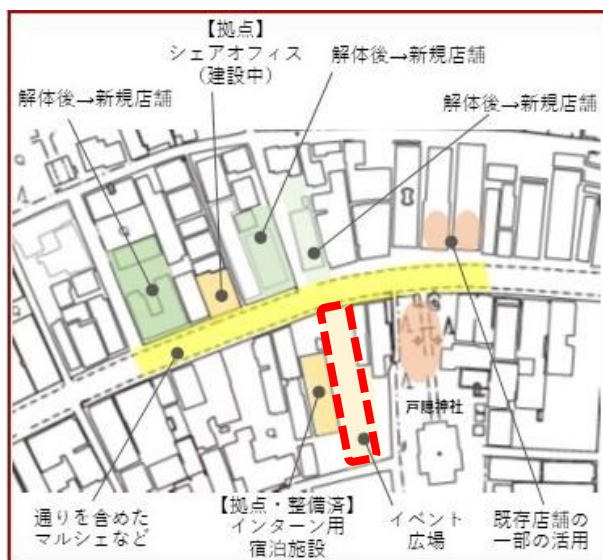 【拠点】
シェアオフィス
（建設中）
解体後→新規店舗
解体後→新規店舗
解体後→新規店舗
戸隠神社
通りを含めた
マルシェなど
【拠点・整備済】
インターン用
宿泊施設
イベント
広場
既存店舗の
一部の活用